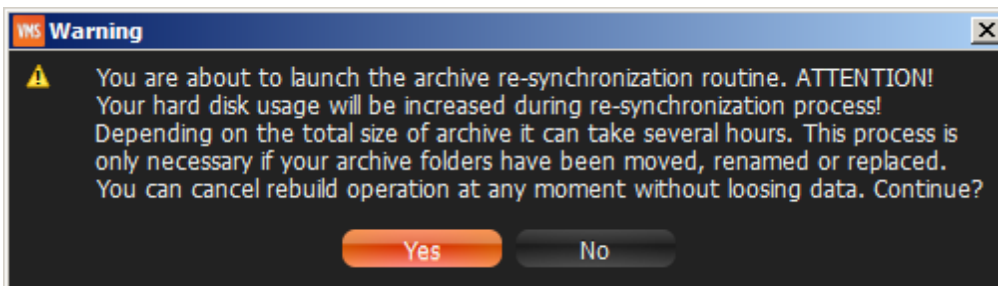 VMS Warning
You are about to launch the archive re-synchronization routine. ATTENTION!
Your hard disk usage will be increased during re-synchronization process!
Depending on the total size of archive it can take several hours. This process is
only necessary if your archive folders have been moved, renamed or replaced.
You can cancel rebuild operation at any moment without loosing data. Continue?
Yes No